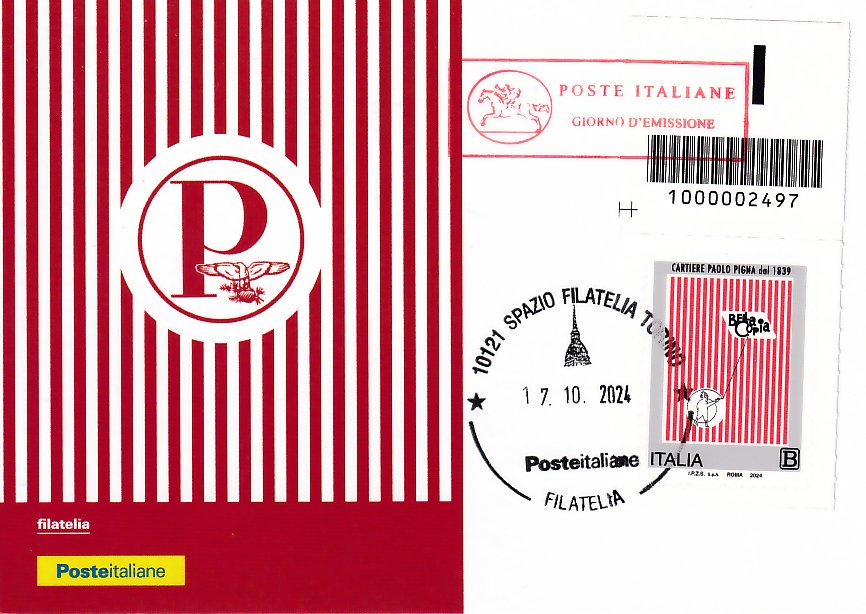 P
filatelia
Posteitaliane
POSTE ITALIANE
GIORNO D'EMISSIONE
1000002497
10121 SPAZIO FILATELIA TORINO
17.10.2024
Posteitaliane
FILATELIA
CARTIERE PAOLO PIGNA dal 1839
BELLA
COPIA
ITALIA
B
I.P.Z.S. S.p.A. ROMA 2024